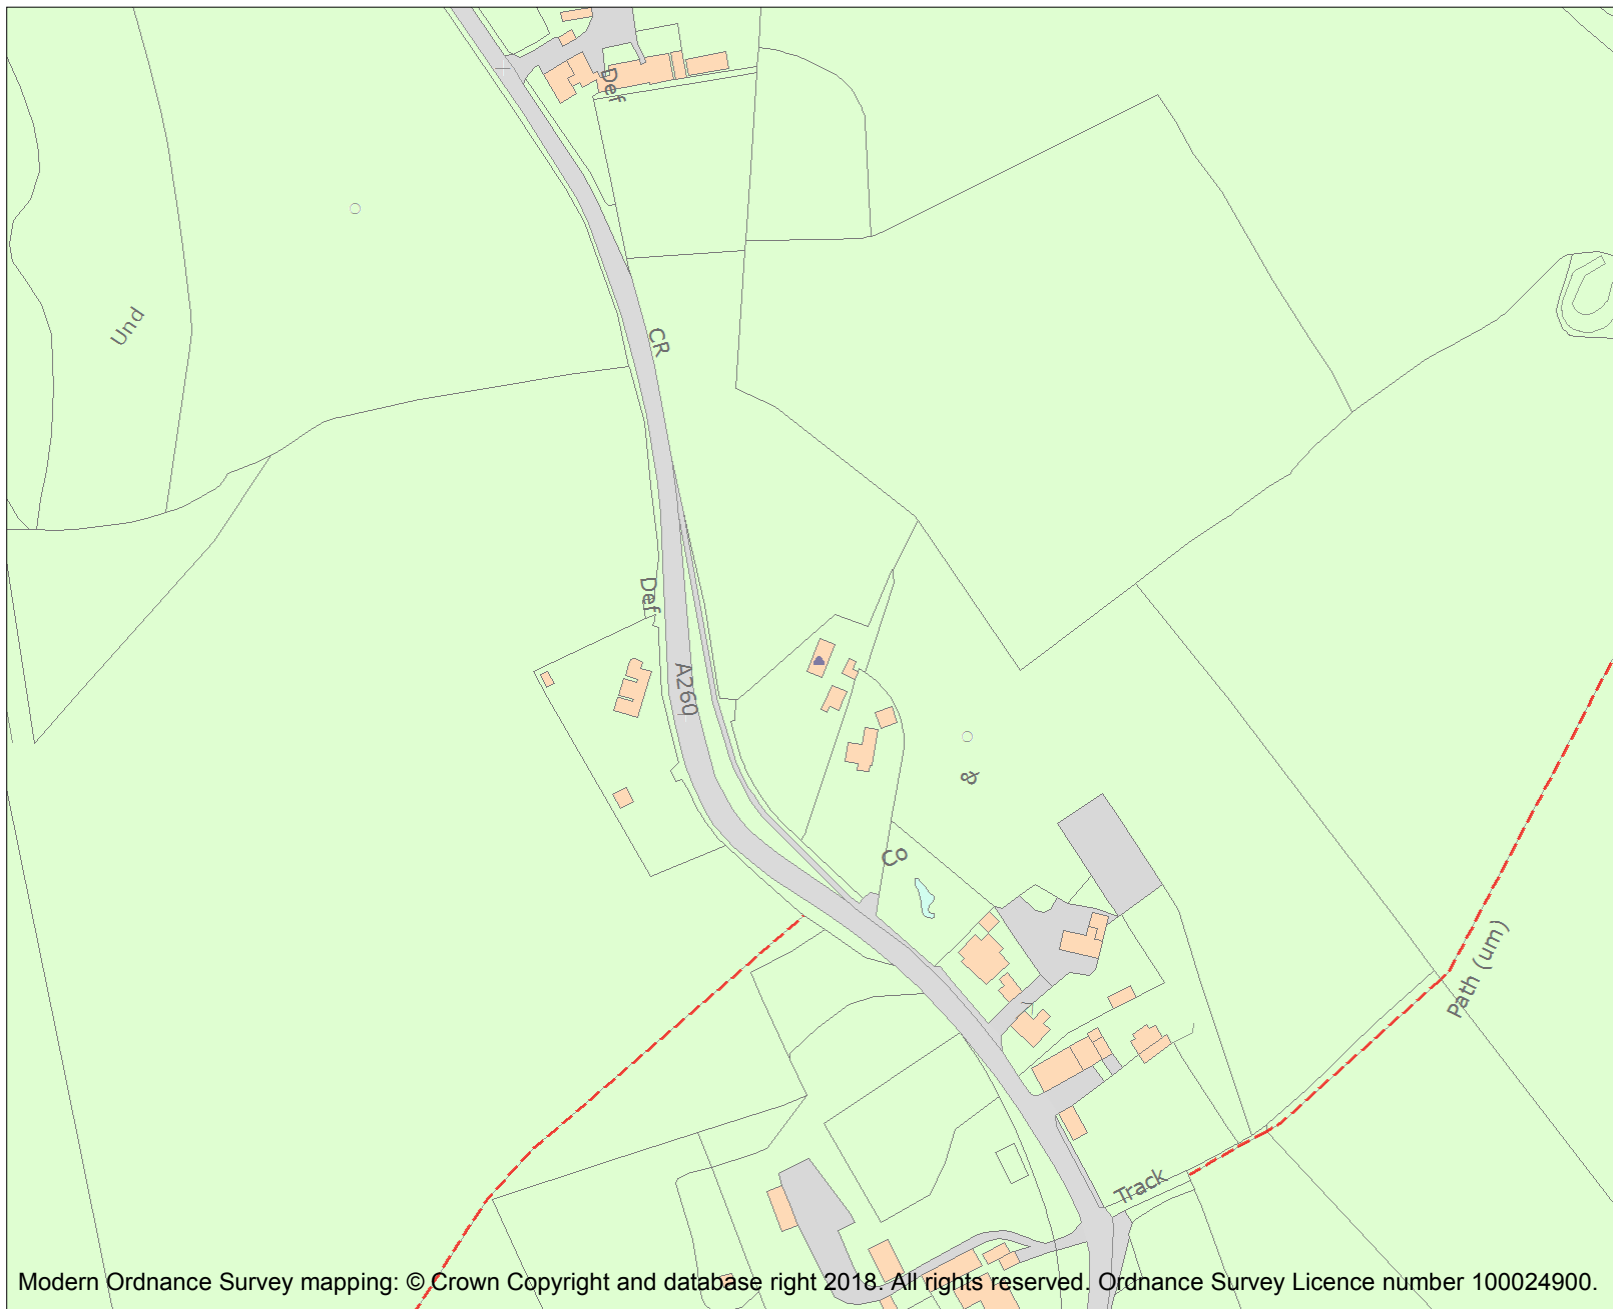 Def
Und
CR
Def
A260
&
Co
Path (um)
Track
Modern Ordnance Survey mapping: © Crown Copyright and database right 2018. All rights reserved. Ordnance Survey Licence number 100024900.